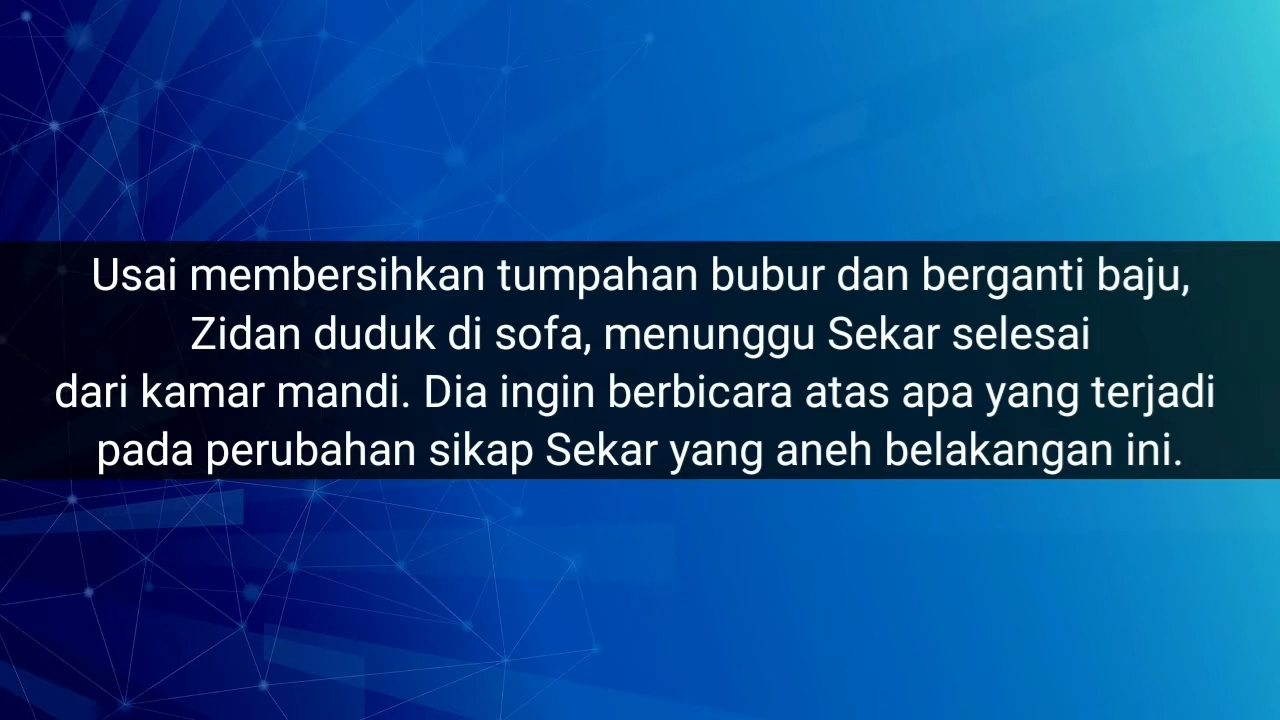 Usai membersihkan tumpahan bubur dan berganti baju,
Zidan duduk di sofa, menunggu Sekar selesai
dari kamar mandi. Dia ingin berbicara atas apa yang terjadi
pada perubahan sikap Sekar yang aneh belakangan ini.